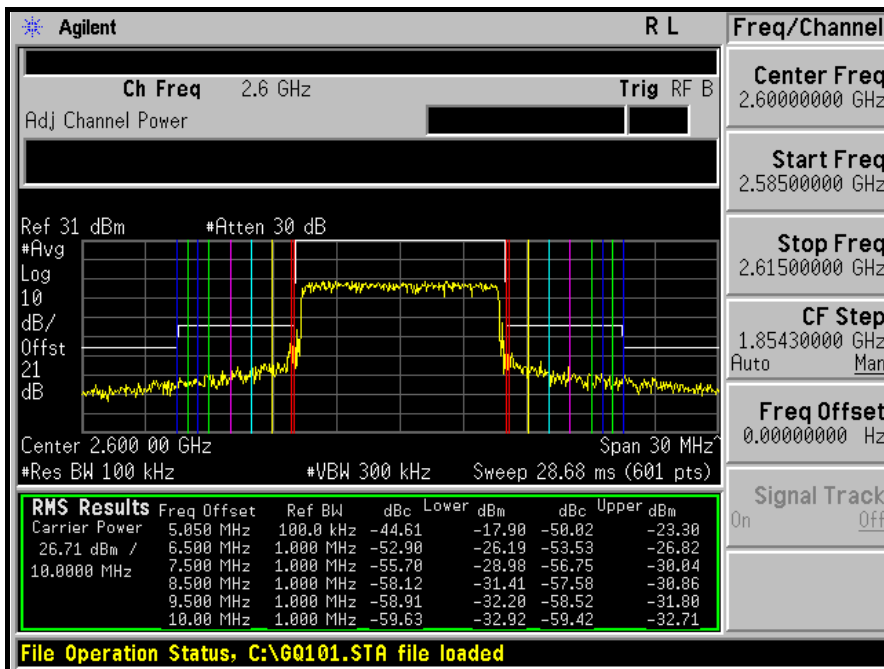 Agilent R L Freq/Channel
Ch Freq 2.6 GHz Trig RF B
Adj Channel Power
Center Freq
2.60000000 GHz
Start Freq
2.58500000 GHz
Stop Freq
2.61500000 GHz
CF Step
1.85430000 GHz
Auto Man
Freq Offset
0.00000000 Hz
Signal Track
On Off
Ref 31 dBm #Atten 30 dB
#Avg
Log
10
dB/
Offst
21
dB
Center 2.600 00 GHz Span 30 MHz^
#Res BW 100 kHz #VBW 300 kHz Sweep 28.68 ms (601 pts)
RMS Results Freq Offset Ref BW dBc Lower dBm dBc Upper dBm
Carrier Power 5.050 MHz 100.0 kHz -44.61 -17.90 -50.02 -23.30
26.71 dBm / 6.500 MHz 1.000 MHz -52.90 -26.19 -53.53 -26.82
10.0000 MHz 7.500 MHz 1.000 MHz -55.70 -28.98 -56.75 -30.04
8.500 MHz 1.000 MHz -58.12 -31.41 -57.58 -30.86
9.500 MHz 1.000 MHz -58.91 -32.20 -58.52 -31.80
10.00 MHz 1.000 MHz -59.63 -32.92 -59.42 -32.71
File Operation Status, C:\GQ101.STA file loaded